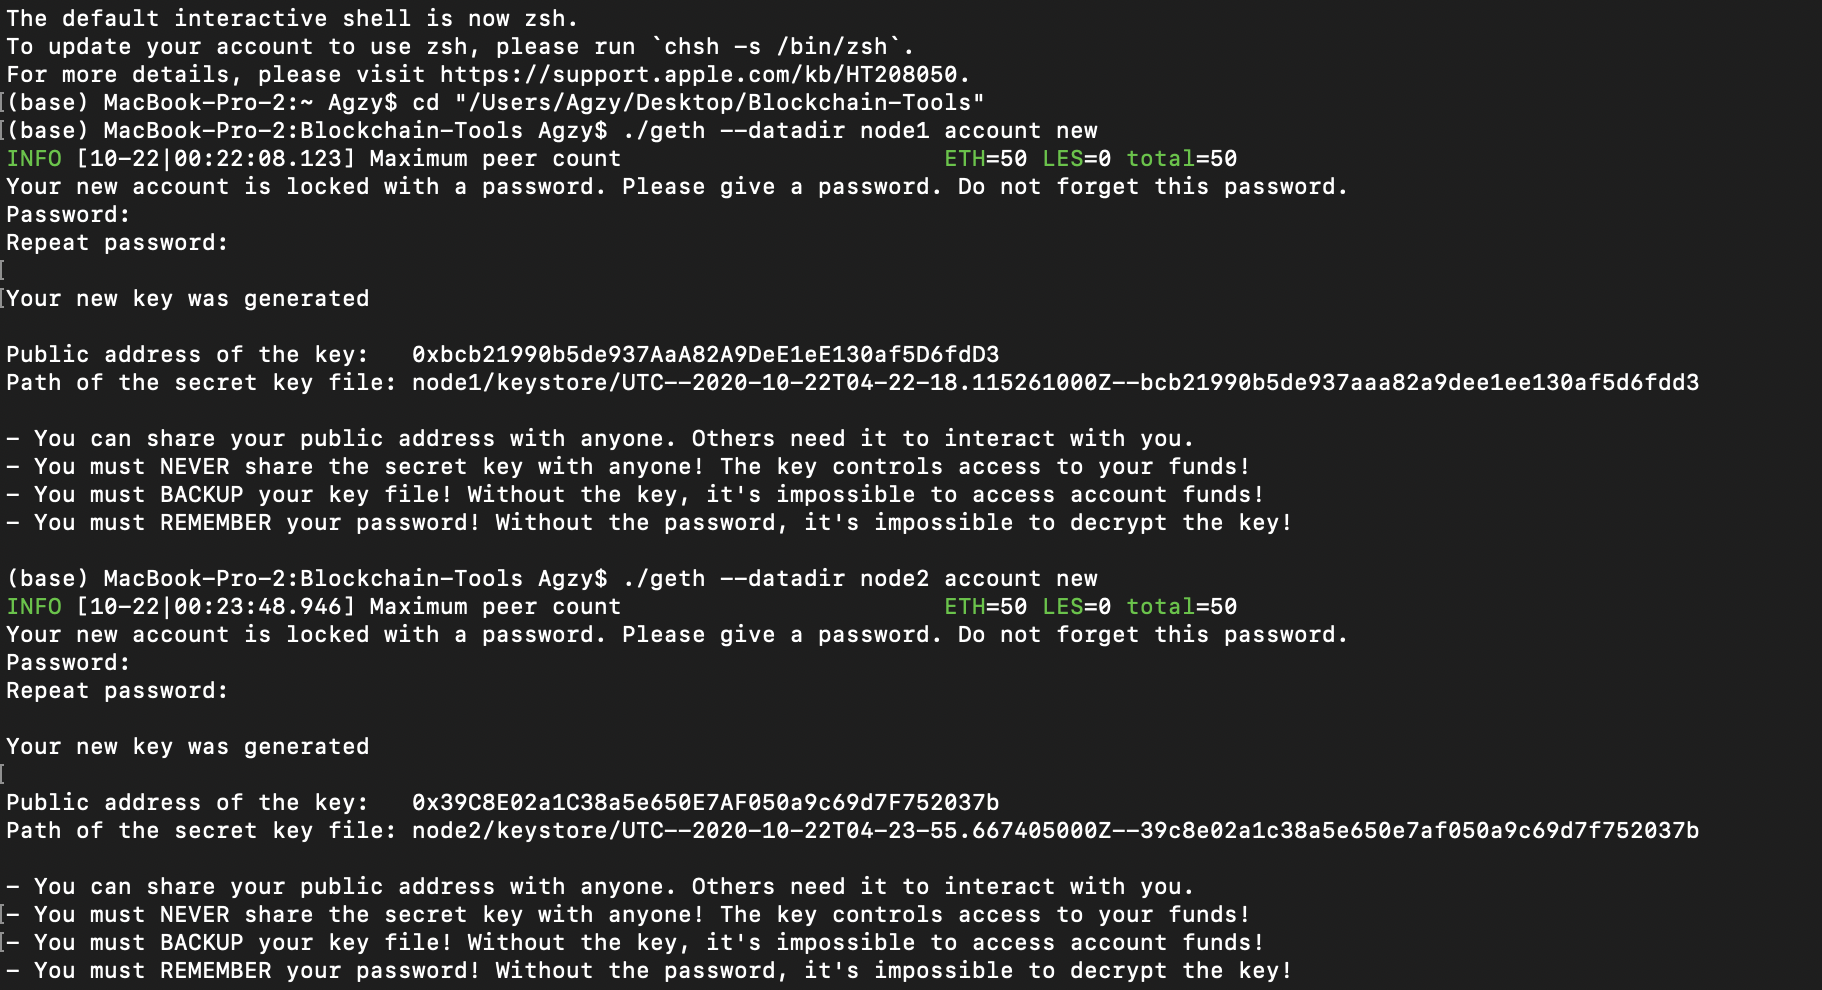 The default interactive shell is now zsh.
To update your account to use zsh, please run `chsh -s /bin/zsh`.
For more details, please visit https://support.apple.com/kb/HT208050.
[(base) MacBook-Pro-2:~ Agzy$ cd "/Users/Agzy/Desktop/Blockchain-Tools"
[(base) MacBook-Pro-2:Blockchain-Tools Agzy$ ./geth --datadir node1 account new
INFO [10-22|00:22:08.123] Maximum peer count                       ETH=50 LES=0 total=50
Your new account is locked with a password. Please give a password. Do not forget this password.
Password:
Repeat password:
[
[Your new key was generated

Public address of the key:   0xbcb21990b5de937AaA82A9DeE1eE130af5D6fdD3
Path of the secret key file: node1/keystore/UTC--2020-10-22T04-22-18.115261000Z--bcb21990b5de937aaa82a9dee1ee130af5d6fdd3

- You can share your public address with anyone. Others need it to interact with you.
- You must NEVER share the secret key with anyone! The key controls access to your funds!
- You must BACKUP your key file! Without the key, it's impossible to access account funds!
- You must REMEMBER your password! Without the password, it's impossible to decrypt the key!

(base) MacBook-Pro-2:Blockchain-Tools Agzy$ ./geth --datadir node2 account new
INFO [10-22|00:23:48.946] Maximum peer count                       ETH=50 LES=0 total=50
Your new account is locked with a password. Please give a password. Do not forget this password.
Password:
Repeat password:

Your new key was generated
[
Public address of the key:   0x39C8E02a1C38a5e650E7AF050a9c69d7F752037b
Path of the secret key file: node2/keystore/UTC--2020-10-22T04-23-55.667405000Z--39c8e02a1c38a5e650e7af050a9c69d7f752037b

- You can share your public address with anyone. Others need it to interact with you.
[- You must NEVER share the secret key with anyone! The key controls access to your funds!
[- You must BACKUP your key file! Without the key, it's impossible to access account funds!
- You must REMEMBER your password! Without the password, it's impossible to decrypt the key!